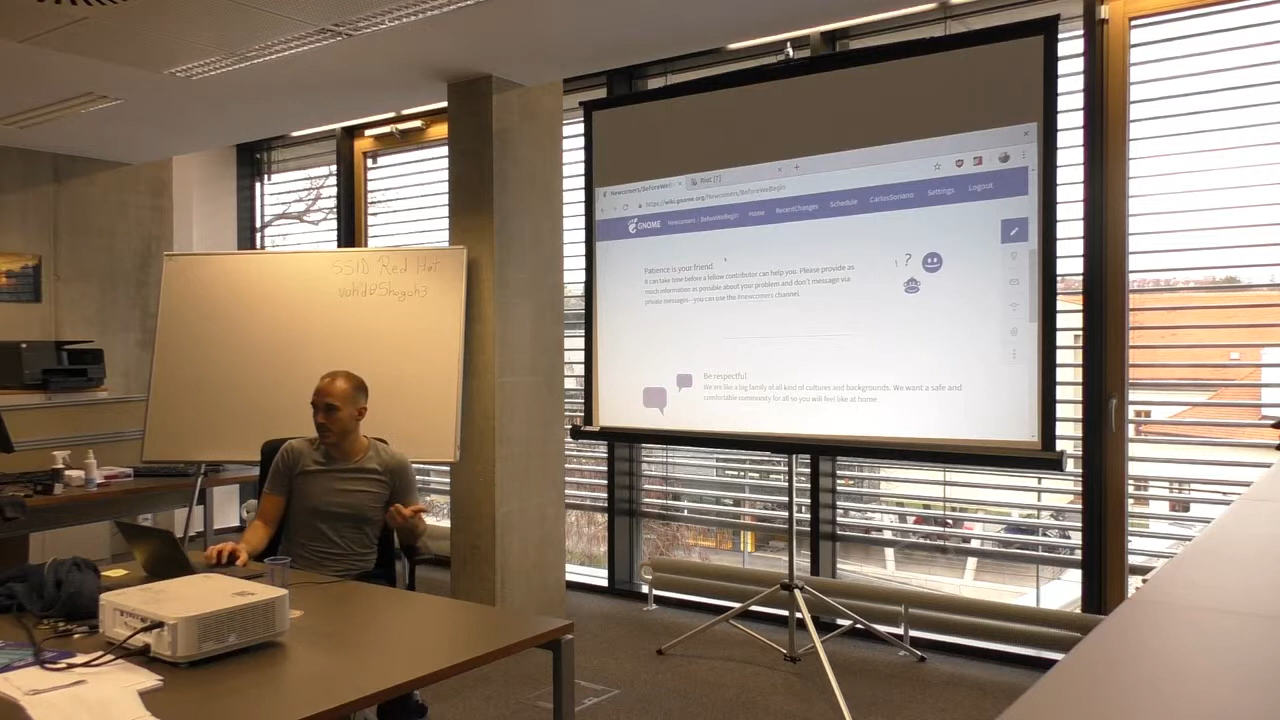 SSID Red Hat
Newcomers/BeforeWeB
Riot [7]
https://wiki.gnome.org/Newcomers/BeforeWeBegin
GNOME Newcomers / BeforeWeBegin Home RecentChanges Schedule CarlosSoriano Settings Logout
Patience is your friend.
It can take time before a fellow contributor can help you. Please provide as
much information as possible about your problem and don't message via
private messages--you can use the #newcomers channel.
?
Be respectful
We are like a big family of all kind of cultures and backgrounds. We want a safe and
comfortable community for all so you will feel like at home